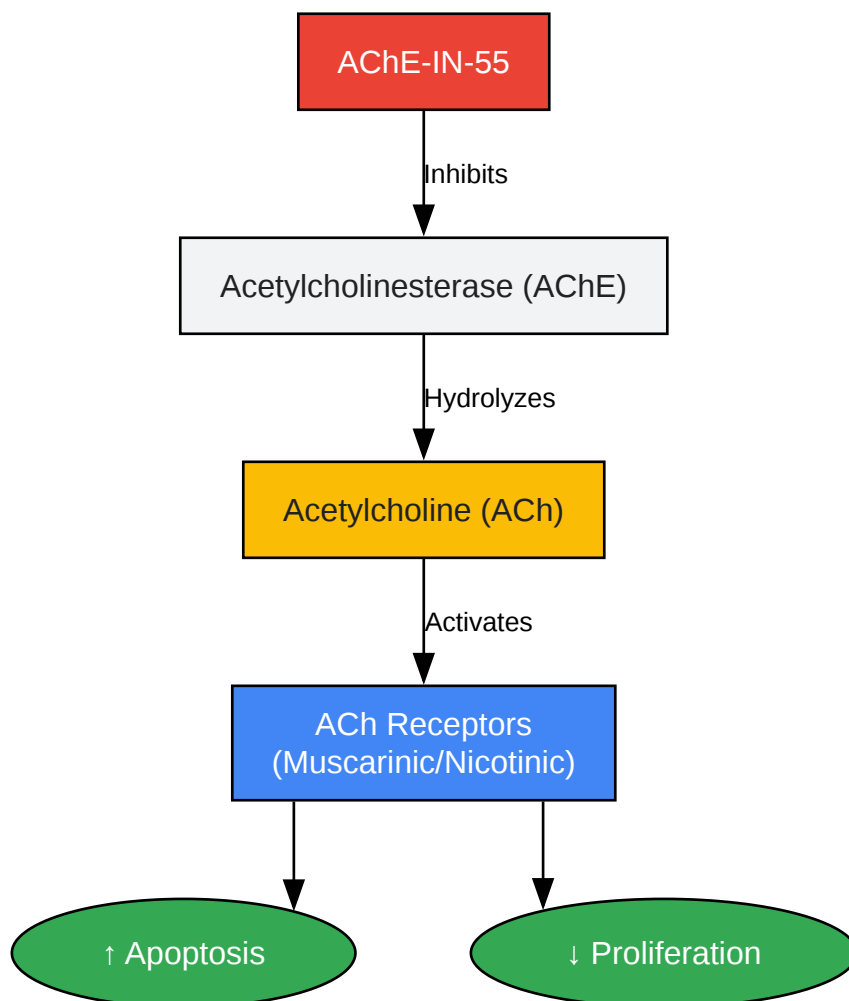 AChE-IN-55
Inhibits
Acetylcholinesterase (AChE)
Hydrolyzes
Acetylcholine (ACh)
Activates
ACh Receptors
(Muscarinic/Nicotinic)
↑ Apoptosis
↓ Proliferation